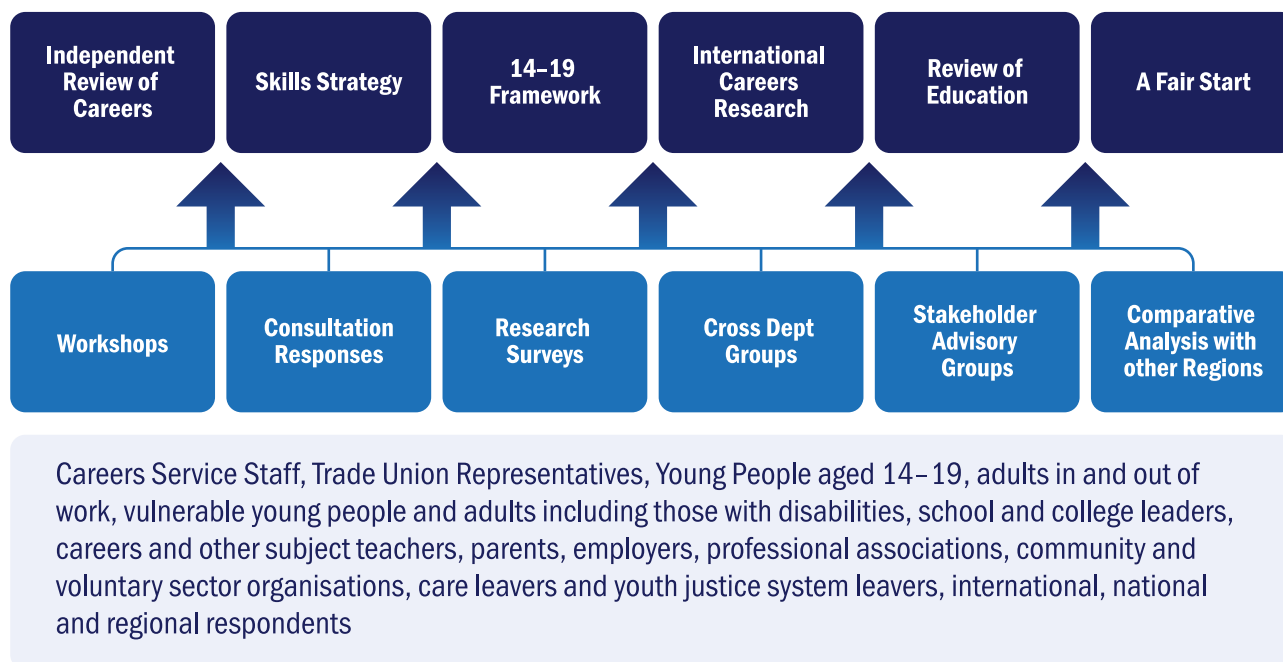 Independent
Review of
Careers
Skills Strategy
14–19
Framework
International
Careers
Research
Review of
Education
A Fair Start
Workshops
Consultation
Responses
Research
Surveys
Cross Dept
Groups
Stakeholder
Advisory
Groups
Comparative
Analysis with
other Regions
Careers Service Staff, Trade Union Representatives, Young People aged 14–19, adults in and out of
work, vulnerable young people and adults including those with disabilities, school and college leaders,
careers and other subject teachers, parents, employers, professional associations, community and
voluntary sector organisations, care leavers and youth justice system leavers, international, national
and regional respondents